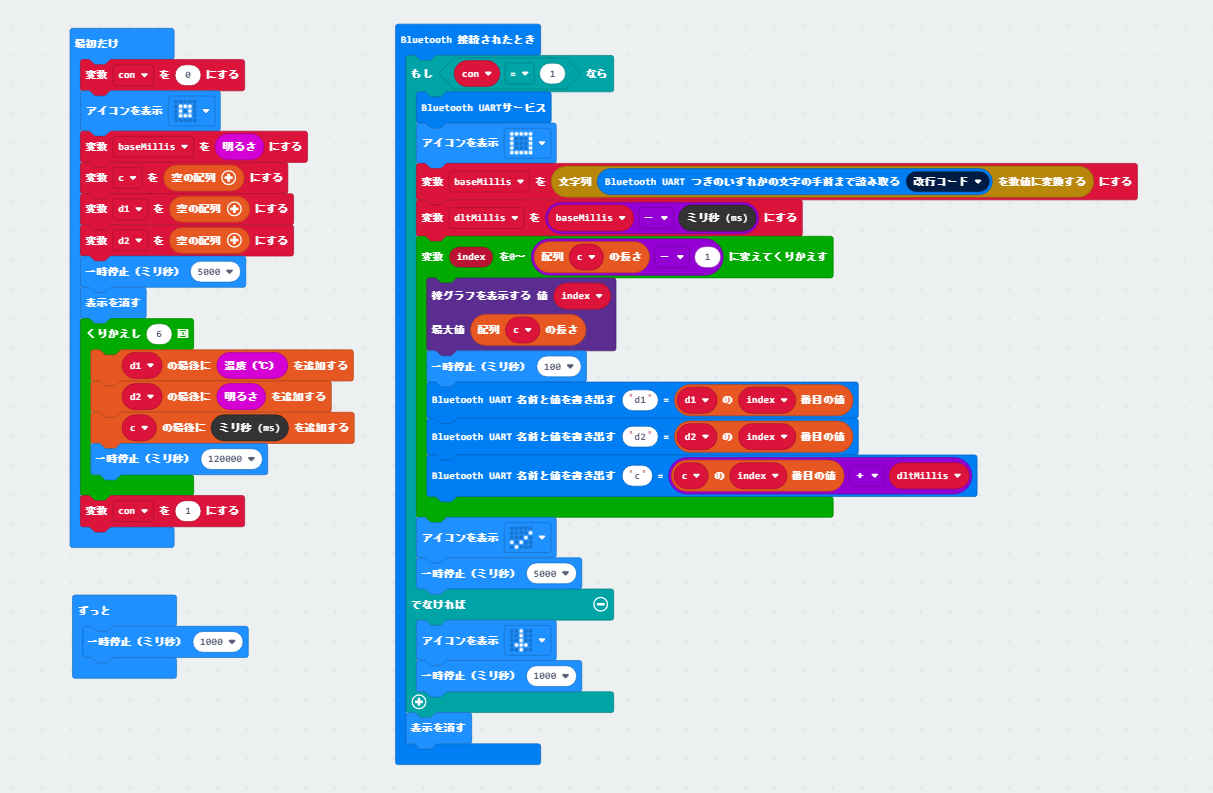 最初だけ
変数 con を 0 にする
アイコンを表示
変数 baseMillis を 明るさ にする
変数 c を 空の配列 にする
変数 d1 を 空の配列 にする
変数 d2 を 空の配列 にする
一時停止（ミリ秒） 5000
表示を消す
くりかえし 6 回
d1 の最後に 温度（℃） を追加する
d2 の最後に 明るさ を追加する
c の最後に ミリ秒 (ms) を追加する
一時停止（ミリ秒） 120000
変数 con を 1 にする
ずっと
一時停止（ミリ秒） 1000
Bluetooth 接続されたとき
もし con = 1 なら
Bluetooth UARTサービス
アイコンを表示
変数 baseMillis を 文字列 Bluetooth UART つぎのいずれかの文字の手前まで読み取る 改行コード を数値に変換する にする
変数 dltMillis を baseMillis - ミリ秒 (ms) にする
変数 index を0～ 配列 c の長さ - 1 に変えてくりかえす
棒グラフを表示する 値 index
最大値 配列 c の長さ
一時停止（ミリ秒） 100
Bluetooth UART 名前と値を書き出す "d1" = d1 の index 番目の値
Bluetooth UART 名前と値を書き出す "d2" = d2 の index 番目の値
Bluetooth UART 名前と値を書き出す "c" = c の index 番目の値 + dltMillis
アイコンを表示
一時停止（ミリ秒） 5000
でなければ
アイコンを表示
一時停止（ミリ秒） 1000
表示を消す